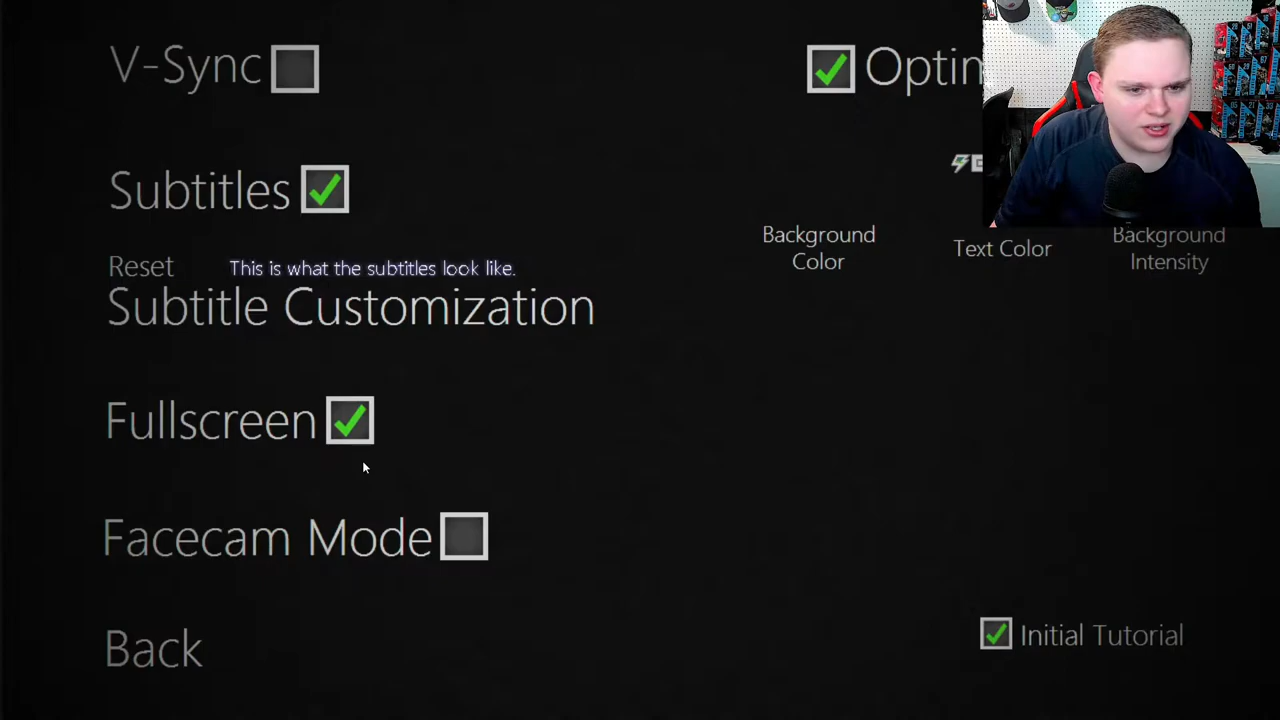 V-Sync
Optim
Subtitles
Background
Color
Text Color
Background
Intensity
Reset
This is what the subtitles look like.
Subtitle Customization
Fullscreen
Facecam Mode
Back
Initial Tutorial